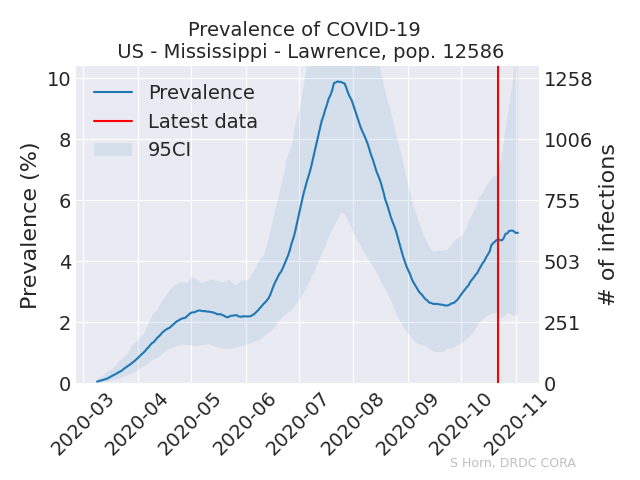 Prevalence of COVID-19
US - Mississippi - Lawrence, pop. 12586
Prevalence
Latest data
95CI
Prevalence (%)
10
8
6
4
2
0
# of infections
1258
1006
755
503
251
0
2020-03
2020-04
2020-05
2020-06
2020-07
2020-08
2020-09
2020-10
2020-11
S Horn, DRDC CORA